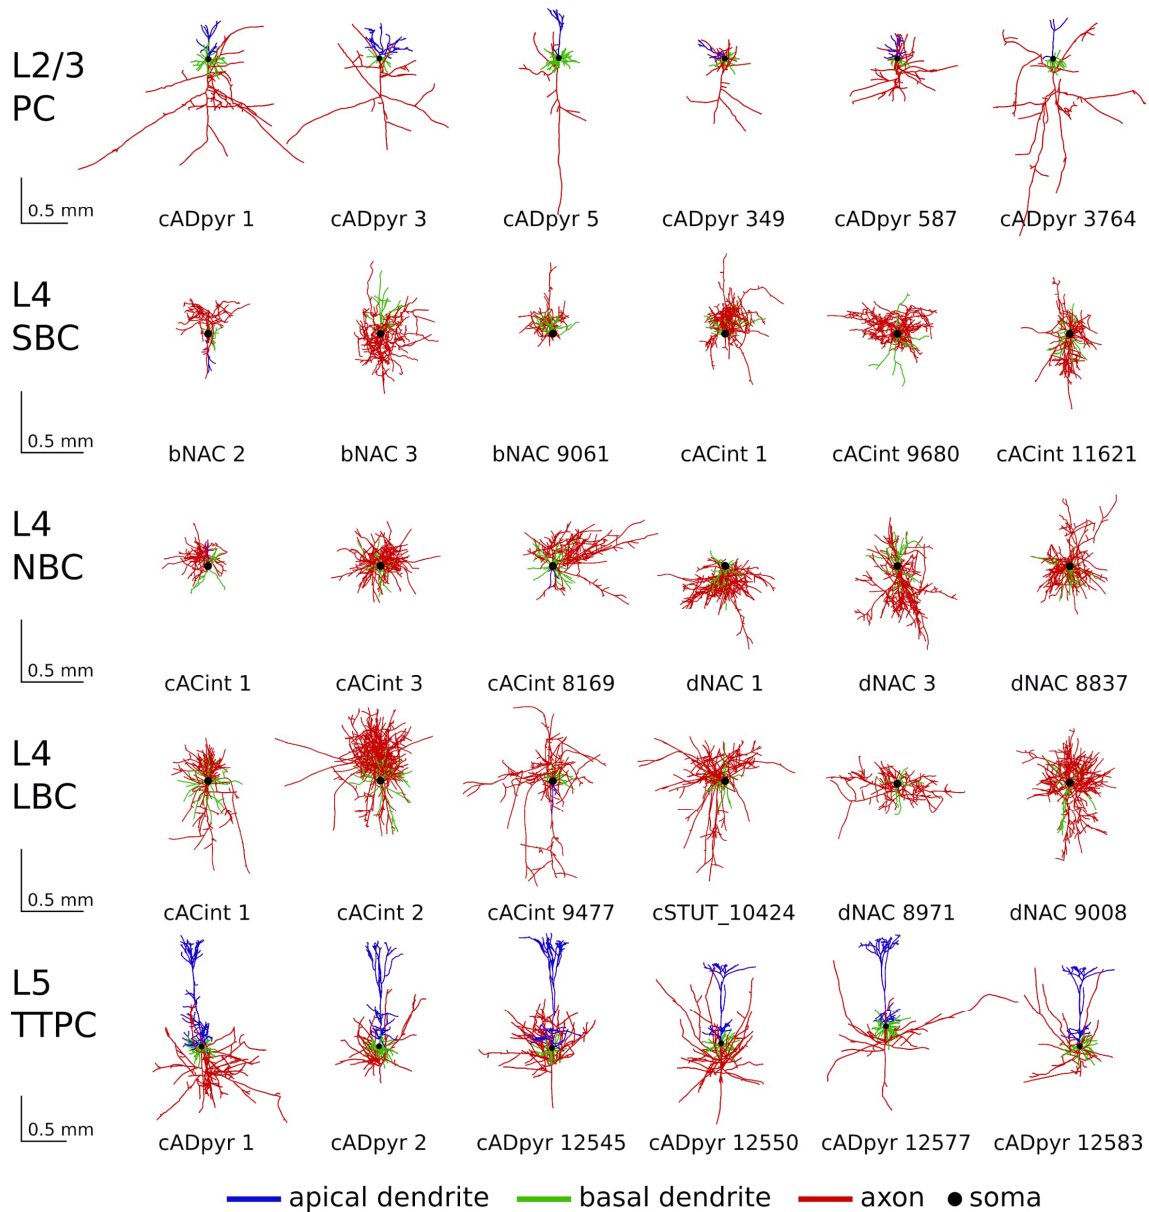 L2/3
PC
0.5 mm
cADpyr 1 cADpyr 3 cADpyr 5 cADpyr 349 cADpyr 587 cADpyr 3764
L4
SBC
0.5 mm
bNAC 2 bNAC 3 bNAC 9061 cACint 1 cACint 9680 cACint 11621
L4
NBC
0.5 mm
cACint 1 cACint 3 cACint 8169 dNAC 1 dNAC 3 dNAC 8837
L4
LBC
0.5 mm
cACint 1 cACint 2 cACint 9477 cSTUT_10424 dNAC 8971 dNAC 9008
L5
TTPC
0.5 mm
cADpyr 1 cADpyr 2 cADpyr 12545 cADpyr 12550 cADpyr 12577 cADpyr 12583
apical dendrite basal dendrite axon soma